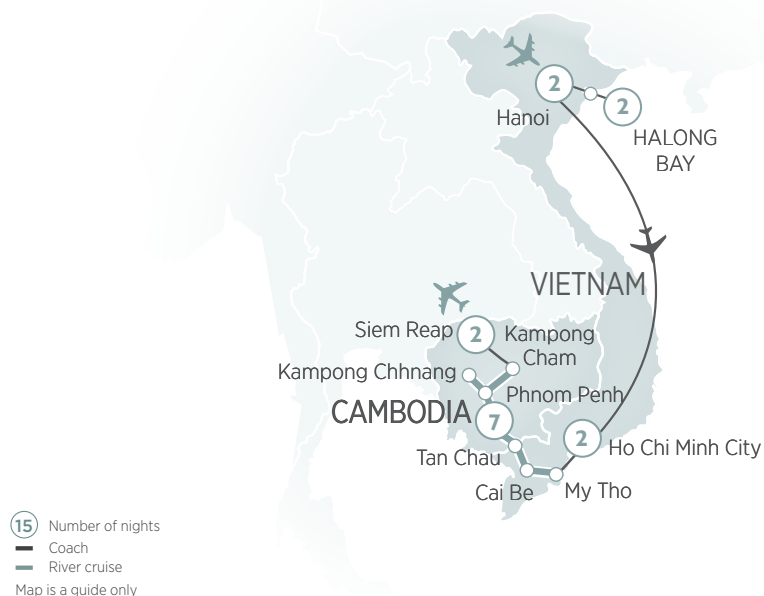 2
2
Hanoi
HALONG
BAY
VIETNAM
Siem Reap
2
Kampong
Cham
Kampong Chhnang
Phnom Penh
CAMBODIA
7
2
Ho Chi Minh City
Tan Chau
Cai Be
My Tho
15 Number of nights
Coach
River cruise
Map is a guide only